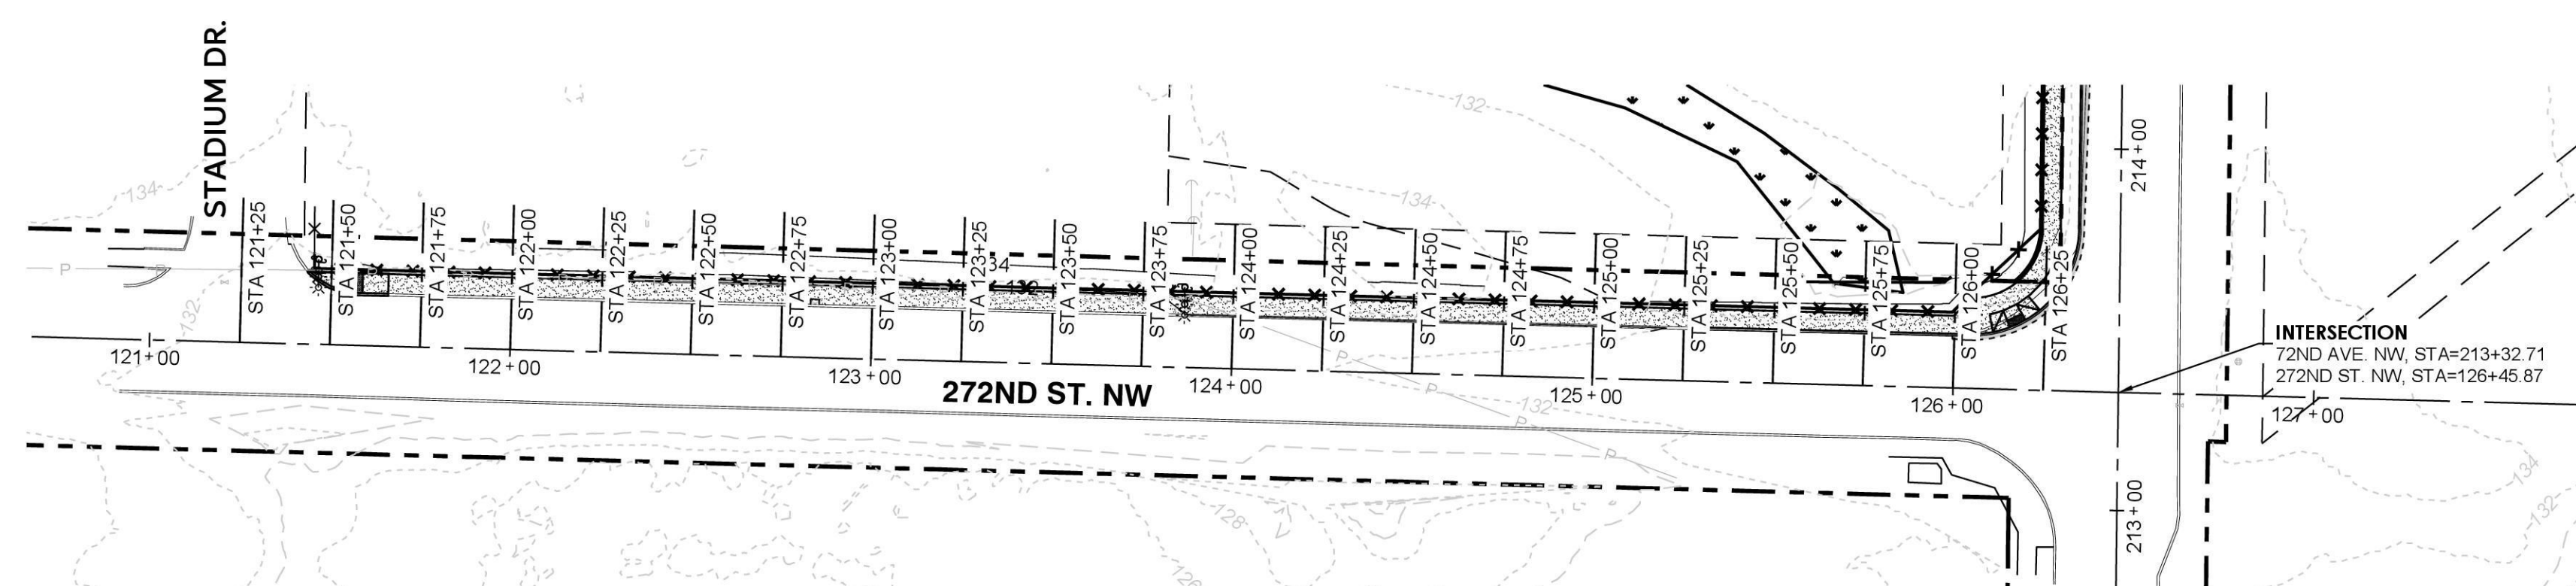 STADIUM DR.
134
132
P
P
STA 121+25
STA 121+50
STA 121+75
STA 122+00
STA 122+25
STA 122+50
STA 122+75
STA 123+00
STA 123+25
STA 123+50
STA 123+75
STA 124+00
STA 124+25
STA 124+50
STA 124+75
STA 125+00
STA 125+25
STA 125+50
STA 125+75
STA 126+00
STA 126+25
132
134
34
214+00
121+00
122+00
123+00
124+00
125+00
126+00
127+00
272ND ST. NW
INTERSECTION
72ND AVE. NW, STA=213+32.71
272ND ST. NW, STA=126+45.87
P
P
132
P
P
213+00
128
126
134
132